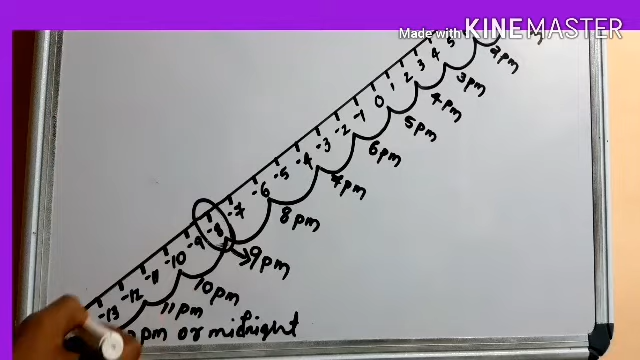 Made with KINEMASTER
5
4
3
2
1
0
-1
-2
-3
-4
-5
-6
-7
-8
-9
-10
-11
-12
-13
2pm
3pm
4pm
5pm
6pm
7pm
8pm
9pm
10pm
11pm
pm or midnight